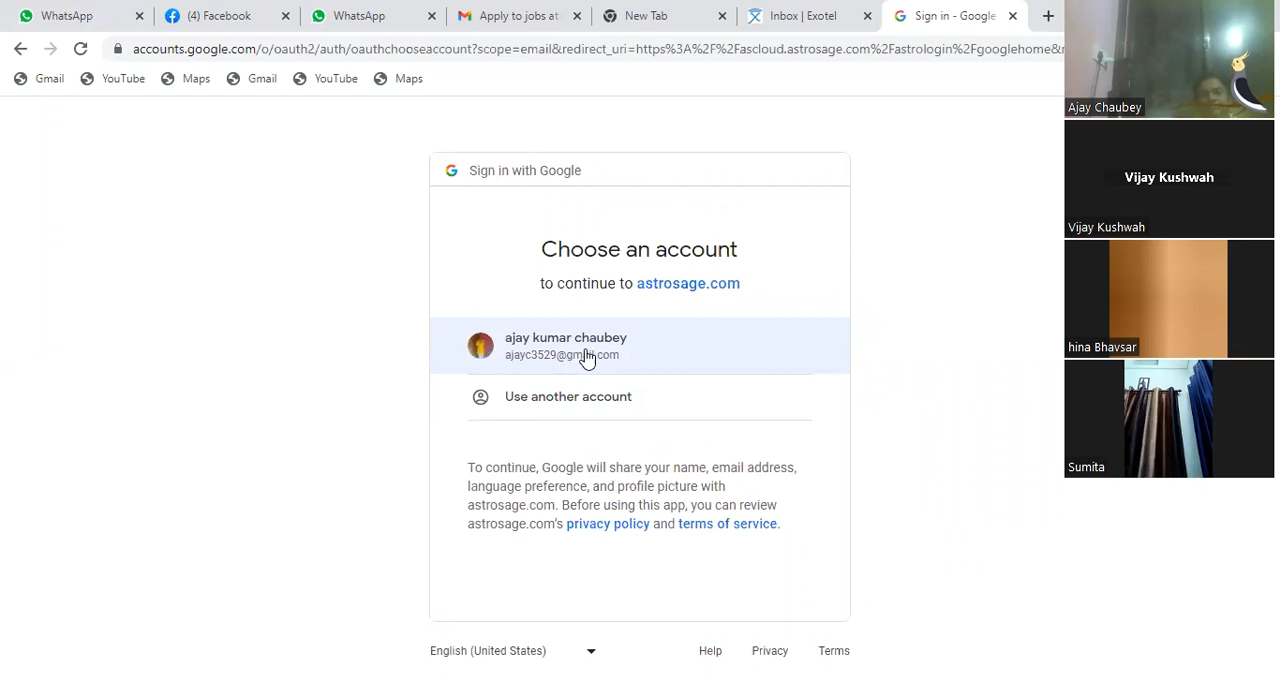 WhatsApp
(4) Facebook
WhatsApp
Apply to jobs at
New Tab
Inbox | Exotel
Sign in - Google
accounts.google.com/o/oauth2/auth/oauthchooseaccount?scope=email&redirect_uri=https%3A%2F%2Fascloud.astrosage.com%2Fastrologin%2Fgooglehome&
Gmail
YouTube
Maps
Gmail
YouTube
Maps
Sign in with Google
Choose an account
to continue to astrosage.com
ajay kumar chaubey
ajayc3529@gmail.com
Use another account
To continue, Google will share your name, email address,
language preference, and profile picture with
astrosage.com. Before using this app, you can review
astrosage.com's privacy policy and terms of service.
English (United States)
Help
Privacy
Terms
Ajay Chaubey
Vijay Kushwah
Vijay Kushwah
hina Bhavsar
Sumita